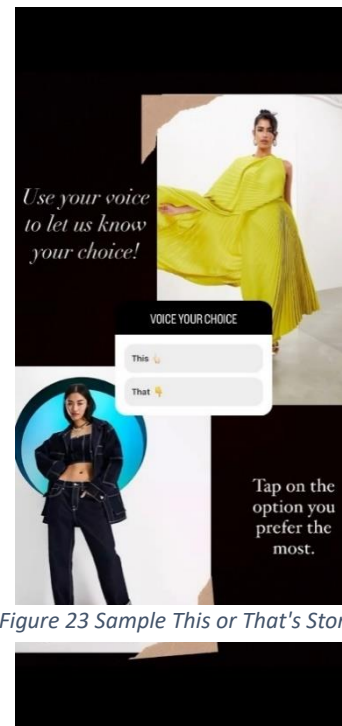 Use your voice
to let us know
your choice!
VOICE YOUR CHOICE
This 👆🏻
That 👇
Tap on the
option you
prefer the
most.
Figure 23 Sample This or That's Stor